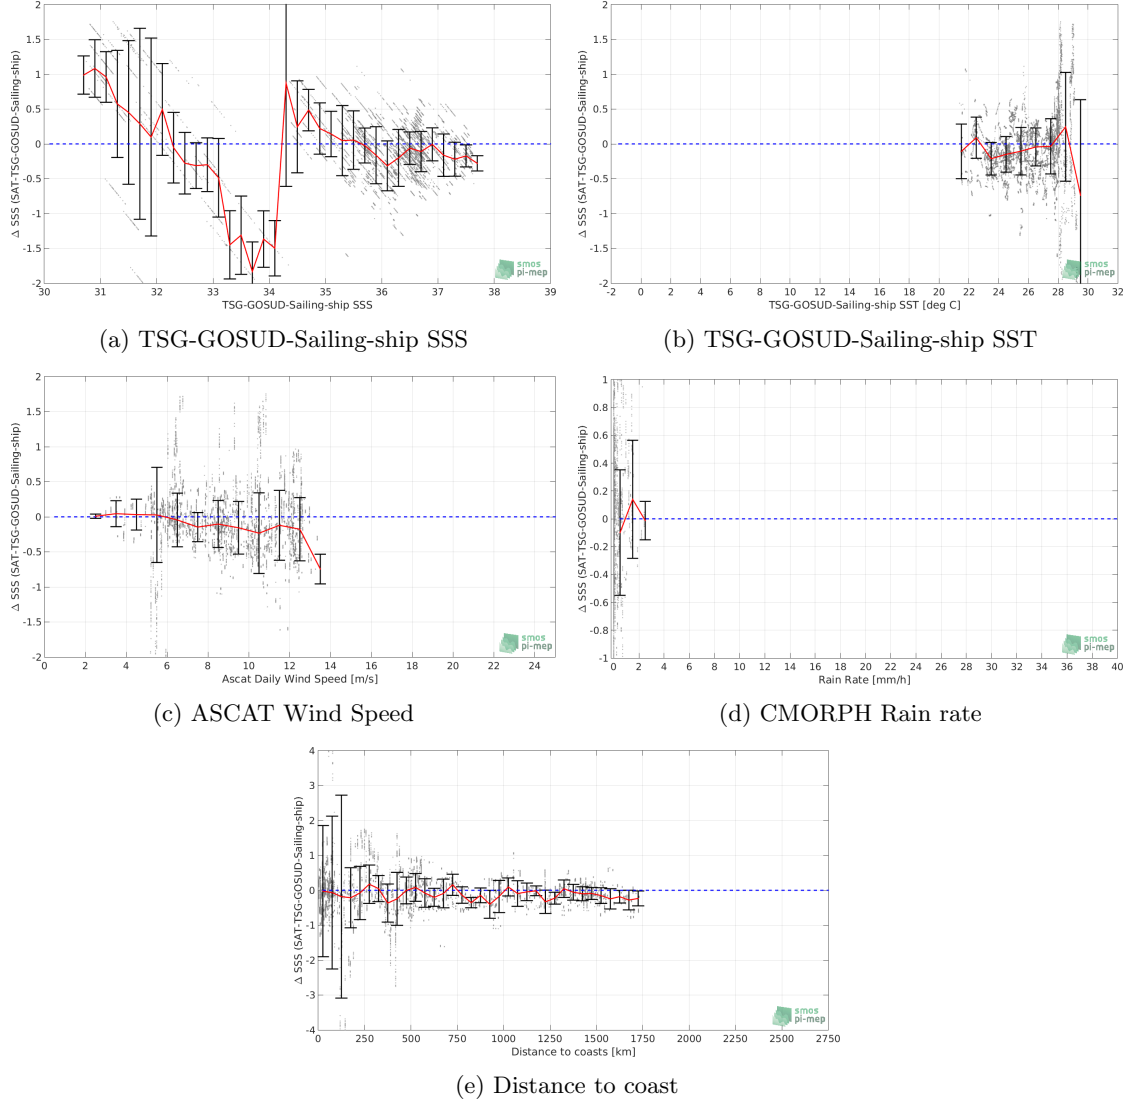 2
1.5
1
0.5
0
-0.5
-1
-1.5
-2
Δ SSS (SAT-TSG-GOSUD-Sailing-ship)
30 31 32 33 34 35 36 37 38 39
TSG-GOSUD-Sailing-ship SSS
smos
pi-mep
(a) TSG-GOSUD-Sailing-ship SSS
2
1.5
1
0.5
0
-0.5
-1
-1.5
-2
Δ SSS (SAT-TSG-GOSUD-Sailing-ship)
-2 0 2 4 6 8 10 12 14 16 18 20 22 24 26 28 30 32
TSG-GOSUD-Sailing-ship SST [deg C]
smos
pi-mep
(b) TSG-GOSUD-Sailing-ship SST
2
1.5
1
0.5
0
-0.5
-1
-1.5
-2
Δ SSS (SAT-TSG-GOSUD-Sailing-ship)
2 4 6 8 10 12 14 16 18 20 22 24
Ascat Daily Wind Speed [m/s]
smos
pi-mep
(c) ASCAT Wind Speed
1
0.8
0.6
0.4
0.2
0
-0.2
-0.4
-0.6
-0.8
-1
Δ SSS (SAT-TSG-GOSUD-Sailing-ship)
0 2 4 6 8 10 12 14 16 18 20 22 24 26 28 30 32 34 36 38 40
Rain Rate [mm/h]
smos
pi-mep
(d) CMORPH Rain rate
4
3
2
1
0
-1
-2
-3
-4
Δ SSS (SAT-TSG-GOSUD-Sailing-ship)
0 250 500 750 1000 1250 1500 1750 2000 2250 2500 2750
Distance to coasts [km]
smos
pi-mep
(e) Distance to coast